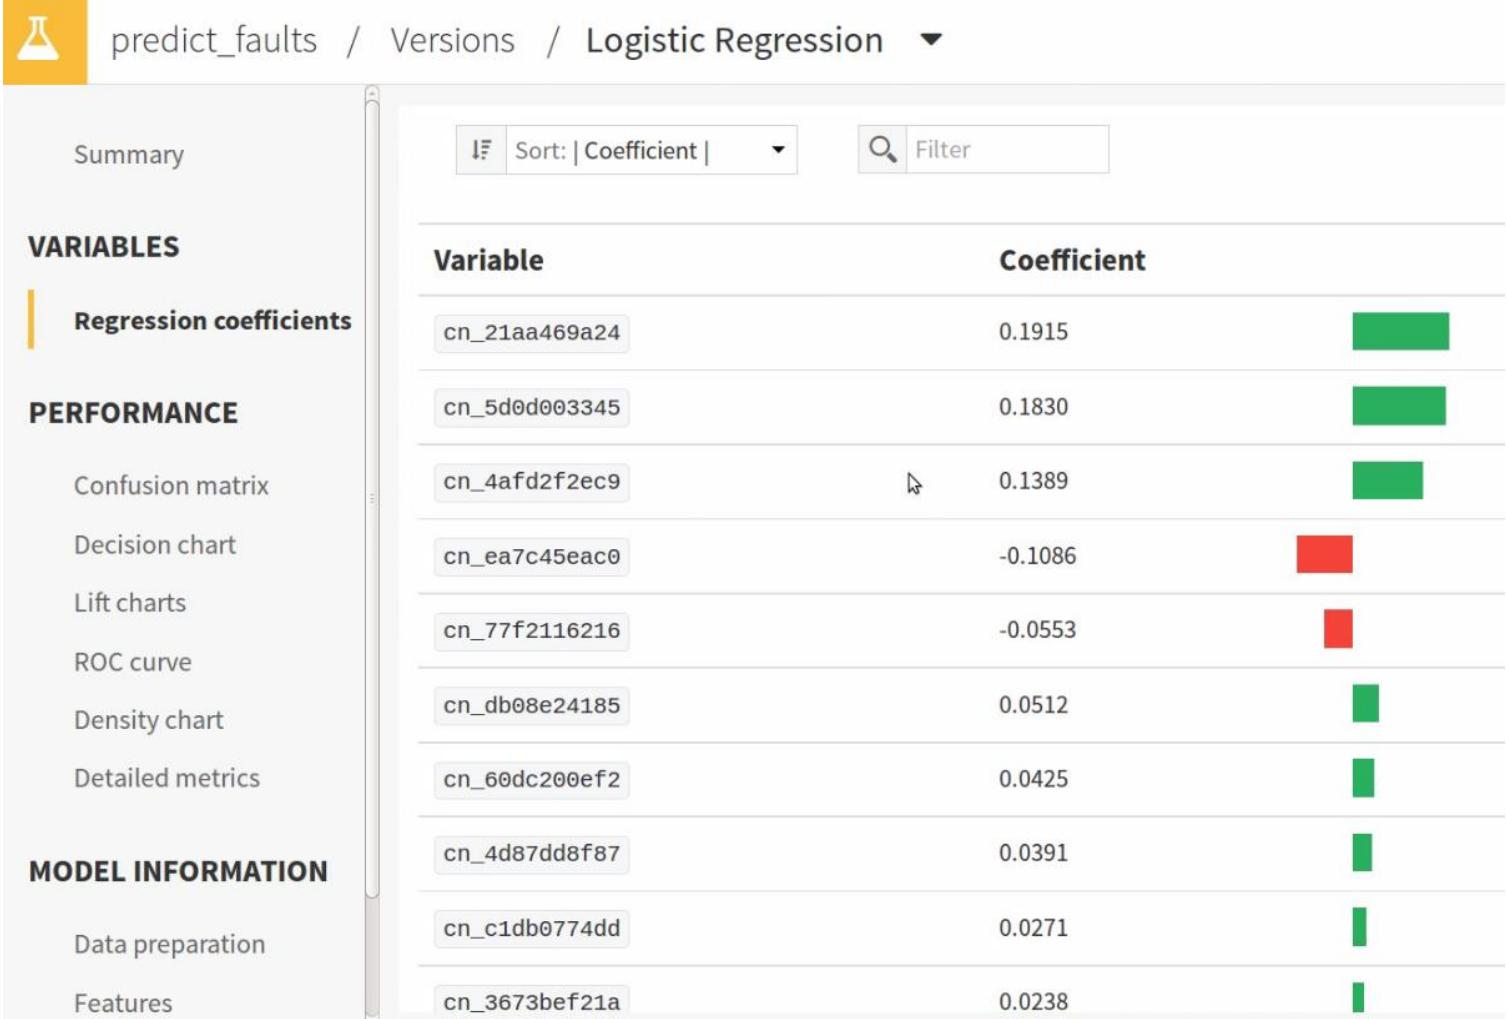 predict_faults / Versions / Logistic Regression
Summary
VARIABLES
Regression coefficients
PERFORMANCE
Confusion matrix
Decision chart
Lift charts
ROC curve
Density chart
Detailed metrics
MODEL INFORMATION
Data preparation
Features
Sort: | Coefficient |
Filter
Variable Coefficient
cn_21aa469a24 0.1915
cn_5d0d003345 0.1830
cn_4afd2f2ec9 0.1389
cn_ea7c45eac0 -0.1086
cn_77f2116216 -0.0553
cn_db08e24185 0.0512
cn_60dc200ef2 0.0425
cn_4d87dd8f87 0.0391
cn_c1db0774dd 0.0271
cn_3673bef21a 0.0238